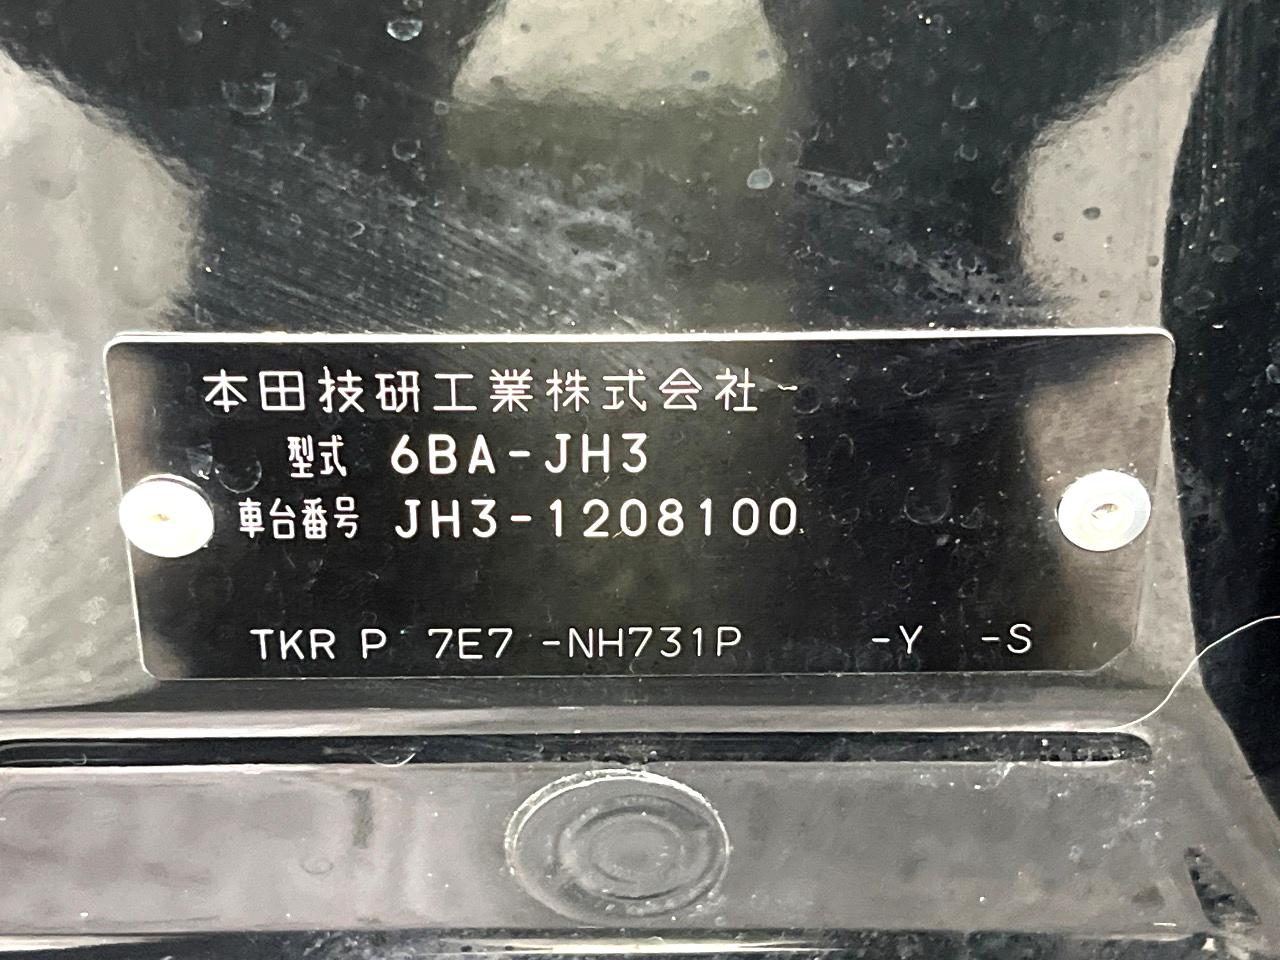 本田技研工業株式会社
型式 6BA-JH3
車台番号 JH3-1208100
TKR P 7E7 -NH731P -Y -S